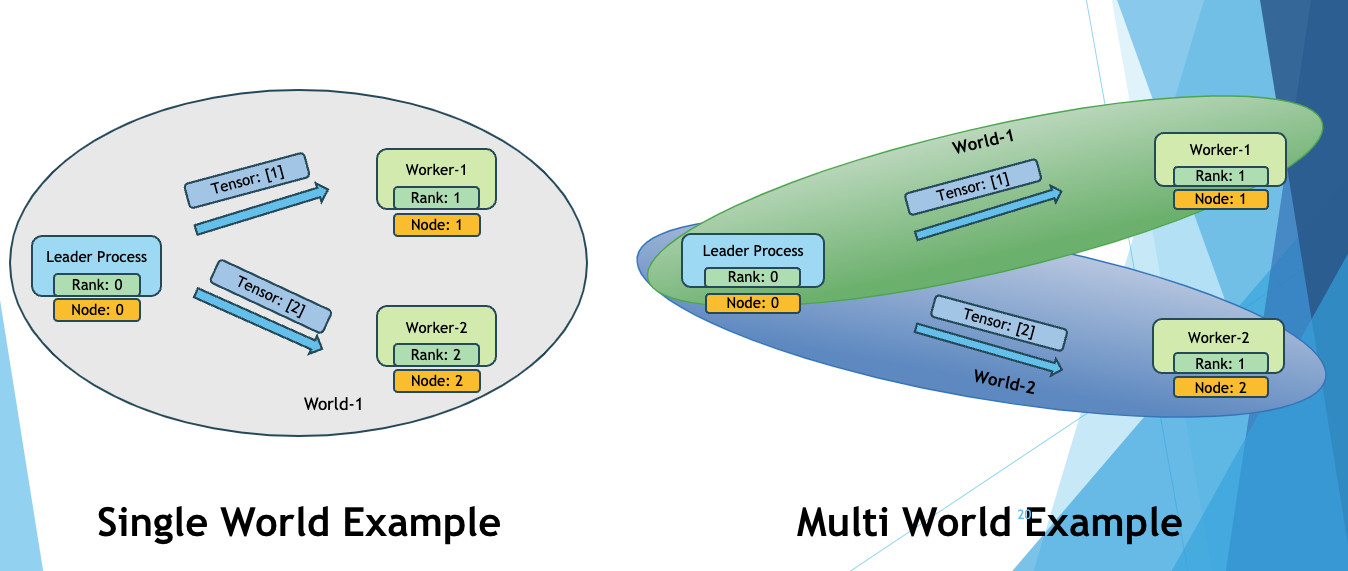 Tensor: [1]
Worker-1
Rank: 1
Node: 1
Leader Process
Rank: 0
Node: 0
Tensor: [2]
Worker-2
Rank: 2
Node: 2
World-1
Single World Example
World-1
Tensor: [1]
Worker-1
Rank: 1
Node: 1
Leader Process
Rank: 0
Node: 0
Tensor: [2]
World-2
Worker-2
Rank: 1
Node: 2
Multi World Example
20